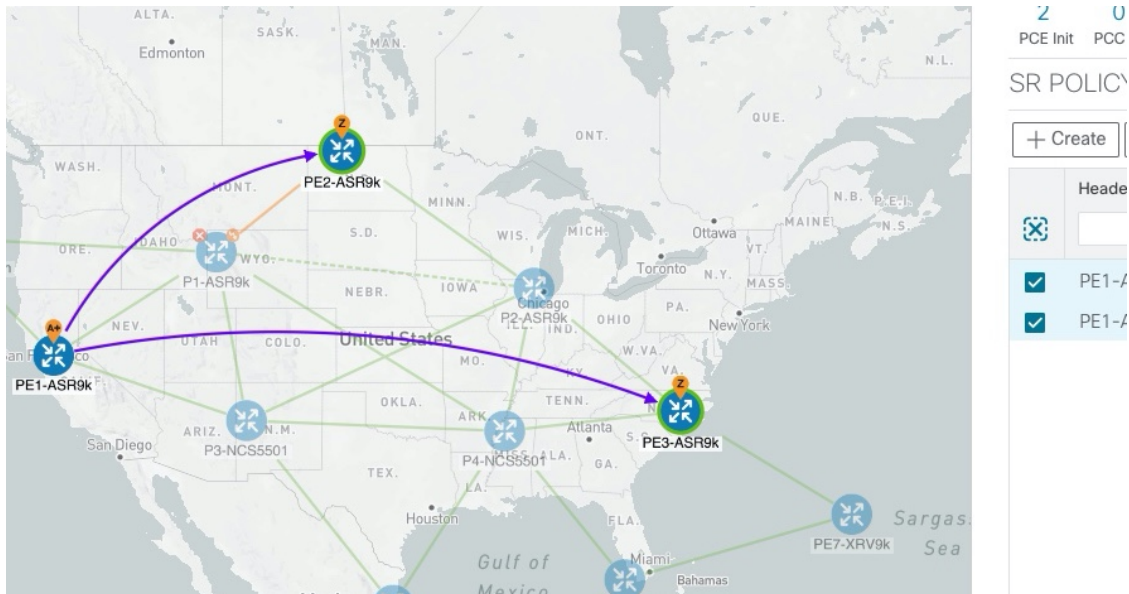 ALTA.
SASK.
MAN.
Edmonton
N.L.
ONT.
QUE.
Z
WASH.
MONT.
PE2-ASR9k
MINN.
N.B.
P.E.I.
N.S.
ORE.
IDAHO
S.D.
WIS.
MICH.
Ottawa
MAINE
VT.
WYO.
Toronto
P1-ASR9k
NEBR.
IOWA
N.Y.
MASS.
Chicago
P2-ASR9k
ILL.
IND.
OHIO
PA.
New York
A+
NEV.
UTAH
COLO.
United States
W.VA.
PE1-ASR9k
MO.
KY.
VA.
Z
OKLA.
ARK.
TENN.
Atlanta
PE3-ASR9k
San Diego
ARIZ.
N.M.
P3-NCS5501
P4-NCS5501
ALA.
GA.
TEX.
LA.
Houston
FLA.
PE7-XRV9k
Sargas
Sea
Gulf of
Mexico
Miami
Bahamas
2
0
PCE Init
PCC
SR POLICY
+ Create
Heade
PE1-A
PE1-A